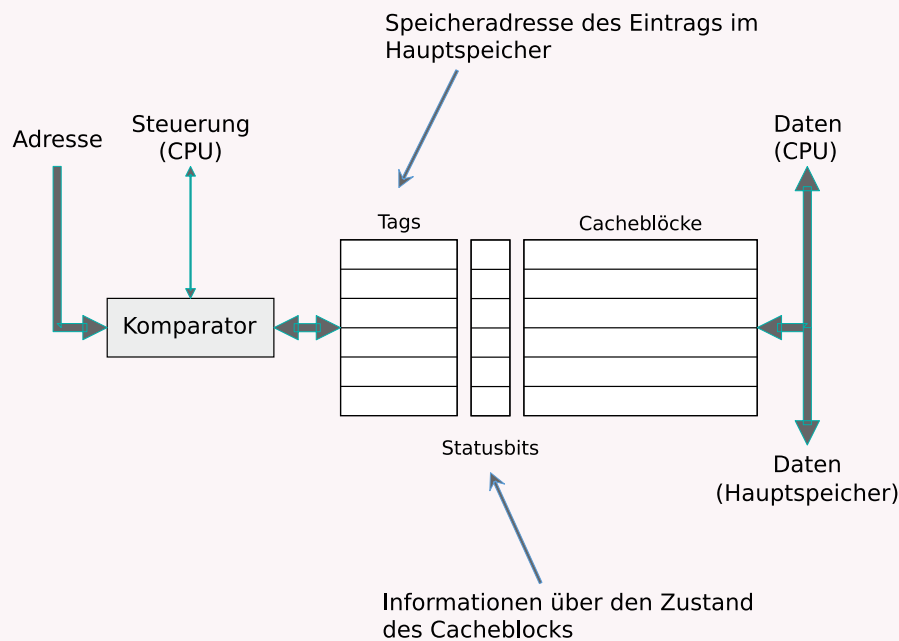 Speicheradresse des Eintrags im
Hauptspeicher
Adresse
Steuerung
(CPU)
Daten
(CPU)
Tags
Cacheblöcke
Komparator
Statusbits
Daten
(Hauptspeicher)
Informationen über den Zustand
des Cacheblocks